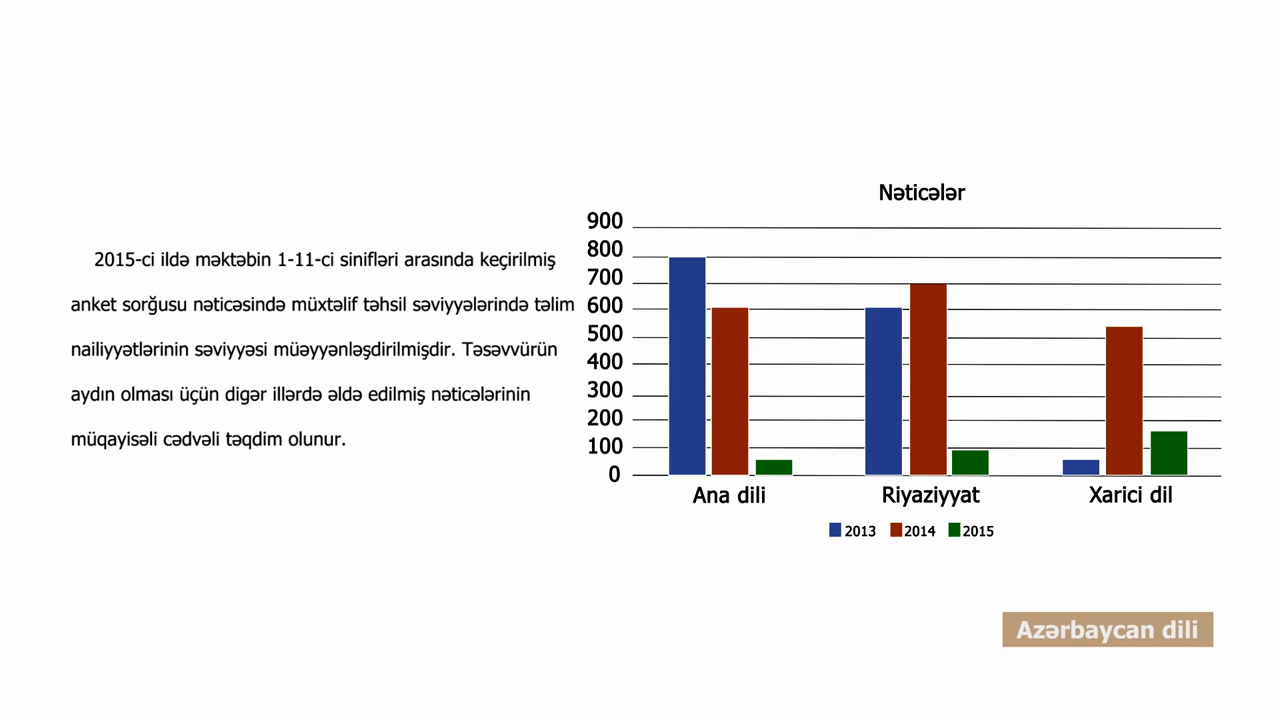 2015-ci ildə məktəbin 1-11-ci sinifləri arasında keçirilmiş
anket sorğusu nəticəsində müxtəlif təhsil səviyyələrində təlim
nailiyyətlərinin səviyyəsi müəyyənləşdirilmişdir. Təsəvvürün
aydın olması üçün digər illərdə əldə edilmiş nəticələrinin
müqayisəli cədvəli təqdim olunur.
Nəticələr
900
800
700
600
500
400
300
200
100
0
Ana dili Riyaziyyat Xarici dil
2013 2014 2015
Azərbaycan dili